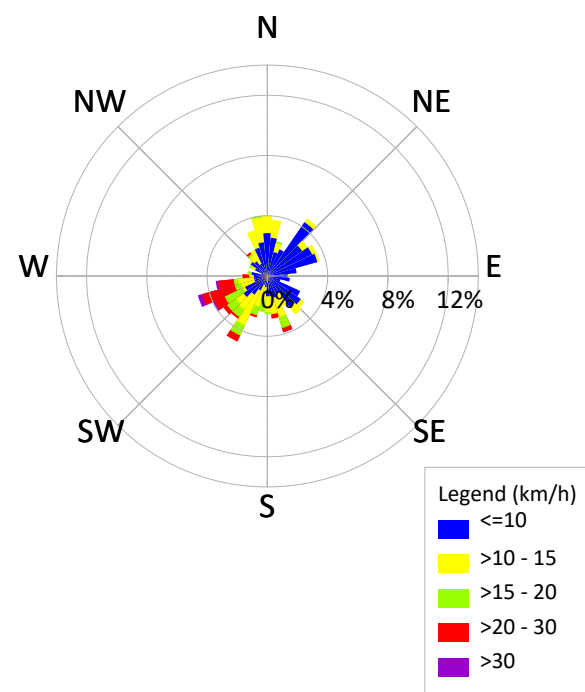 N
NW
NE
W
E
0%
4%
8%
12%
SW
SE
S
Legend (km/h)
<=10
>10 - 15
>15 - 20
>20 - 30
>30